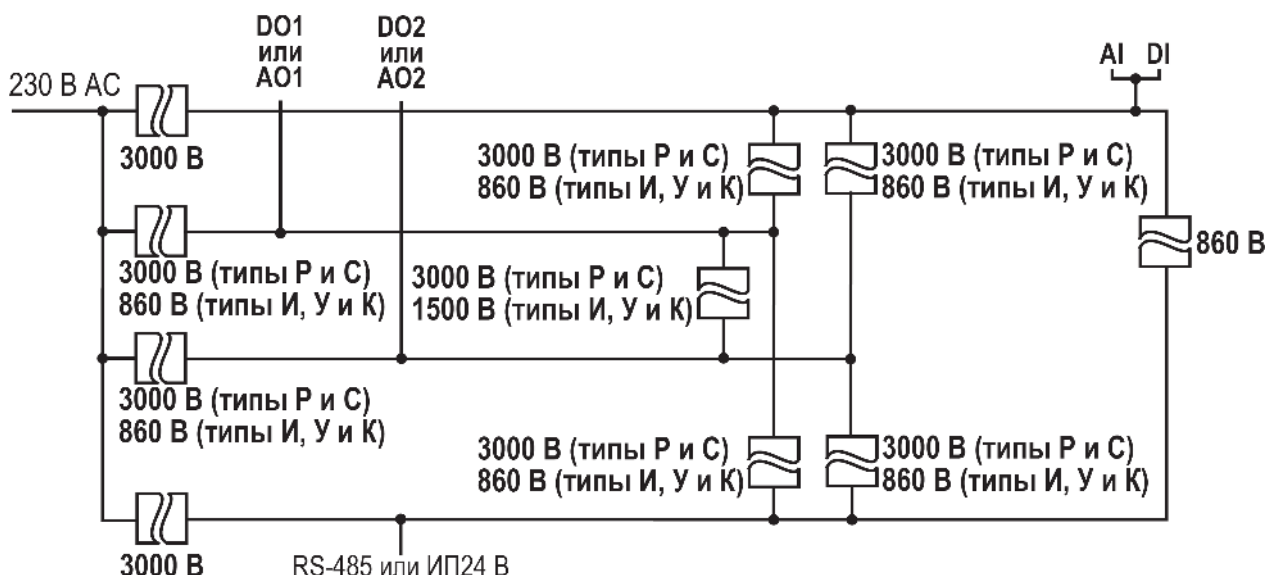 DO1
или
AO1
DO2
или
AO2
AI DI
230 В AC
3000 В
3000 В (типы Р и С)
860 В (типы И, У и К)
3000 В (типы Р и С)
860 В (типы И, У и К)
860 В
3000 В (типы Р и С)
860 В (типы И, У и К)
3000 В (типы Р и С)
1500 В (типы И, У и К)
3000 В (типы Р и С)
860 В (типы И, У и К)
3000 В (типы Р и С)
860 В (типы И, У и К)
3000 В (типы Р и С)
860 В (типы И, У и К)
3000 В
RS-485 или ИП24 В